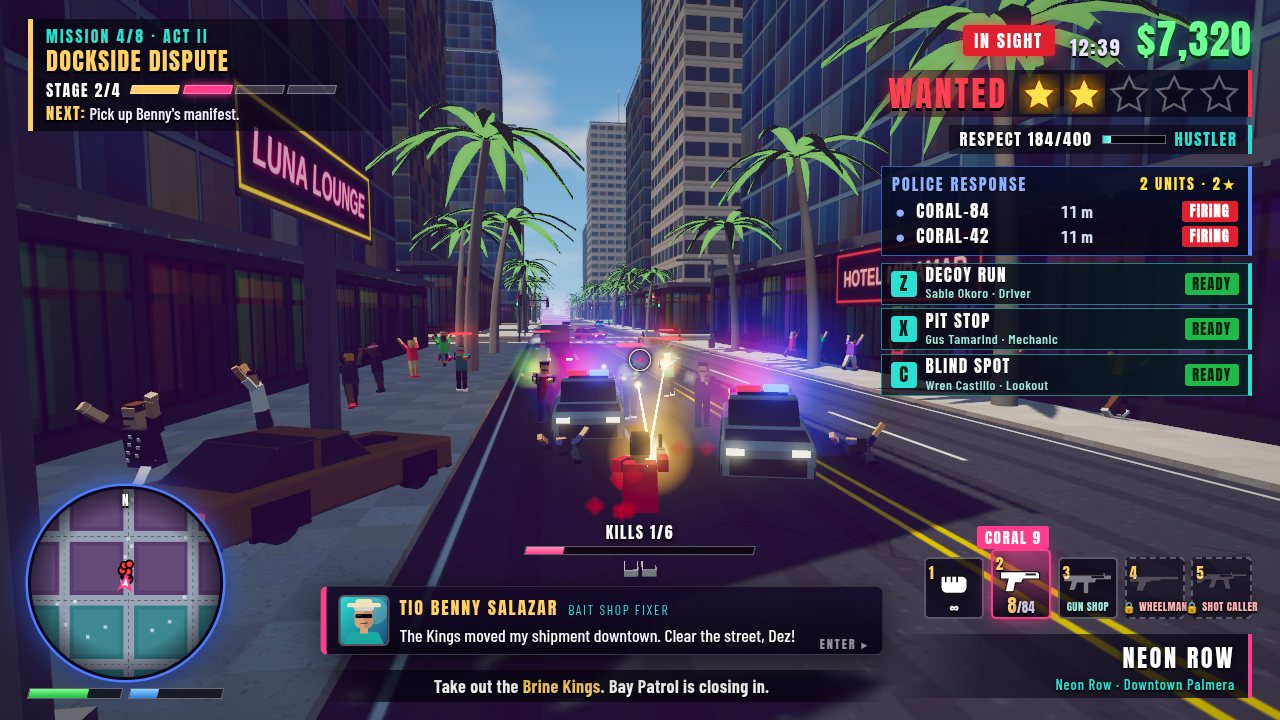 MISSION 4/8 · ACT II
DOCKSIDE DISPUTE
STAGE 2/4
NEXT: Pick up Benny's manifest.
IN SIGHT
12:39
$7,320
WANTED
RESPECT 184/400
HUSTLER
POLICE RESPONSE
2 UNITS · 2★
CORAL-84
11 m
FIRING
CORAL-42
11 m
FIRING
Z
DECOY RUN
Sable Okoro · Driver
READY
X
PIT STOP
Gus Tamarind · Mechanic
READY
C
BLIND SPOT
Wren Castillo · Lookout
READY
LUNA LOUNGE
HOTEL
N
KILLS 1/6
TIO BENNY SALAZAR
BAIT SHOP FIXER
The Kings moved my shipment downtown. Clear the street, Dez!
ENTER ▸
Take out the Brine Kings. Bay Patrol is closing in.
CORAL 9
1
∞
2
8/84
3
GUN SHOP
4
WHEELMAN
5
SHOT CALLER
NEON ROW
Neon Row · Downtown Palmera